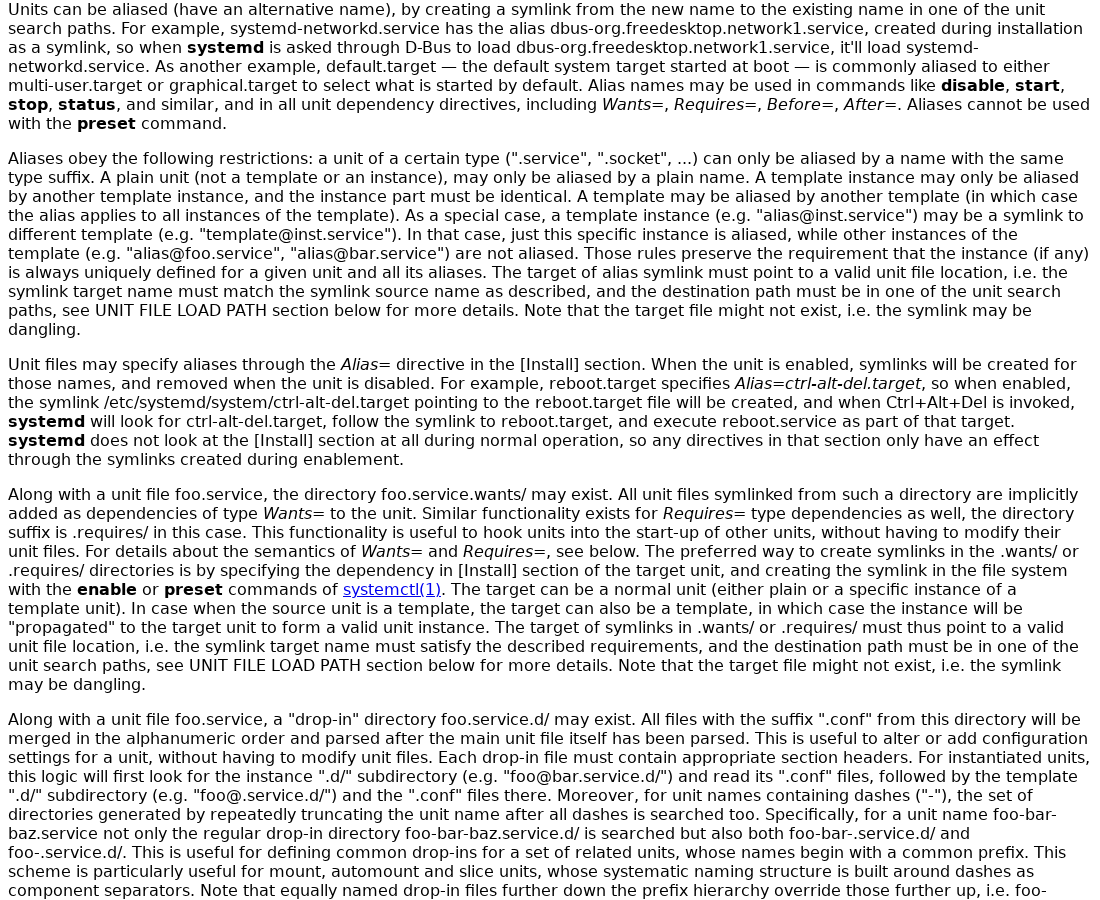 Units can be aliased (have an alternative name), by creating a symlink from the new name to the existing name in one of the unit
search paths. For example, systemd-networkd.service has the alias dbus-org.freedesktop.network1.service, created during installation
as a symlink, so when systemd is asked through D-Bus to load dbus-org.freedesktop.network1.service, it'll load systemd-
networkd.service. As another example, default.target — the default system target started at boot — is commonly aliased to either
multi-user.target or graphical.target to select what is started by default. Alias names may be used in commands like disable, start,
stop, status, and similar, and in all unit dependency directives, including Wants=, Requires=, Before=, After=. Aliases cannot be used
with the preset command.
Aliases obey the following restrictions: a unit of a certain type (".service", ".socket", ...) can only be aliased by a name with the same
type suffix. A plain unit (not a template or an instance), may only be aliased by a plain name. A template instance may only be aliased
by another template instance, and the instance part must be identical. A template may be aliased by another template (in which case
the alias applies to all instances of the template). As a special case, a template instance (e.g. "alias@inst.service") may be a symlink to
different template (e.g. "template@inst.service"). In that case, just this specific instance is aliased, while other instances of the
template (e.g. "alias@foo.service", "alias@bar.service") are not aliased. Those rules preserve the requirement that the instance (if any)
is always uniquely defined for a given unit and all its aliases. The target of alias symlink must point to a valid unit file location, i.e. the
symlink target name must match the symlink source name as described, and the destination path must be in one of the unit search
paths, see UNIT FILE LOAD PATH section below for more details. Note that the target file might not exist, i.e. the symlink may be
dangling.
Unit files may specify aliases through the Alias= directive in the [Install] section. When the unit is enabled, symlinks will be created for
those names, and removed when the unit is disabled. For example, reboot.target specifies Alias=ctrl-alt-del.target, so when enabled,
the symlink /etc/systemd/system/ctrl-alt-del.target pointing to the reboot.target file will be created, and when Ctrl+Alt+Del is invoked,
systemd will look for ctrl-alt-del.target, follow the symlink to reboot.target, and execute reboot.service as part of that target.
systemd does not look at the [Install] section at all during normal operation, so any directives in that section only have an effect
through the symlinks created during enablement.
Along with a unit file foo.service, the directory foo.service.wants/ may exist. All unit files symlinked from such a directory are implicitly
added as dependencies of type Wants= to the unit. Similar functionality exists for Requires= type dependencies as well, the directory
suffix is .requires/ in this case. This functionality is useful to hook units into the start-up of other units, without having to modify their
unit files. For details about the semantics of Wants= and Requires=, see below. The preferred way to create symlinks in the .wants/ or
.requires/ directories is by specifying the dependency in [Install] section of the target unit, and creating the symlink in the file system
with the enable or preset commands of systemctl(1). The target can be a normal unit (either plain or a specific instance of a
template unit). In case when the source unit is a template, the target can also be a template, in which case the instance will be
"propagated" to the target unit to form a valid unit instance. The target of symlinks in .wants/ or .requires/ must thus point to a valid
unit file location, i.e. the symlink target name must satisfy the described requirements, and the destination path must be in one of the
unit search paths, see UNIT FILE LOAD PATH section below for more details. Note that the target file might not exist, i.e. the symlink
may be dangling.
Along with a unit file foo.service, a "drop-in" directory foo.service.d/ may exist. All files with the suffix ".conf" from this directory will be
merged in the alphanumeric order and parsed after the main unit file itself has been parsed. This is useful to alter or add configuration
settings for a unit, without having to modify unit files. Each drop-in file must contain appropriate section headers. For instantiated units,
this logic will first look for the instance ".d/" subdirectory (e.g. "foo@bar.service.d/") and read its ".conf" files, followed by the template
".d/" subdirectory (e.g. "foo@.service.d/") and the ".conf" files there. Moreover, for unit names containing dashes ("-"), the set of
directories generated by repeatedly truncating the unit name after all dashes is searched too. Specifically, for a unit name foo-bar-
baz.service not only the regular drop-in directory foo-bar-baz.service.d/ is searched but also both foo-bar-.service.d/ and
foo-.service.d/. This is useful for defining common drop-ins for a set of related units, whose names begin with a common prefix. This
scheme is particularly useful for mount, automount and slice units, whose systematic naming structure is built around dashes as
component separators. Note that equally named drop-in files further down the prefix hierarchy override those further up, i.e. foo-